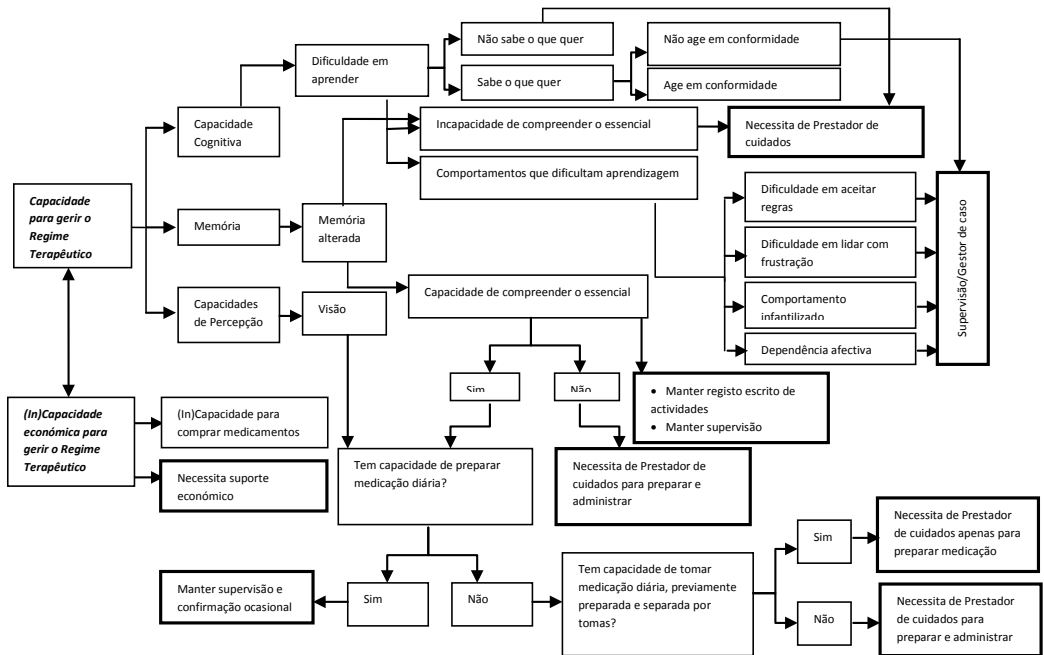 Não sabe o que quer
Não age em conformidade
Dificuldade em
aprender
Sabe o que quer
Age em conformidade
Capacidade
Cognitiva
Incapacidade de compreender o essencial
Necessita de Prestador de
cuidados
Comportamentos que dificultam aprendizagem
Capacidade
para gerir o
Regime
Terapêutico
Memória
Memória
alterada
Dificuldade em aceitar
regras
Dificuldade em lidar com
frustração
Comportamento
infantilizado
Dependência afectiva
Supervisão/Gestor de caso
Capacidade de compreender o essencial
Capacidades
de Percepção
Visão
Sim
Não
• Manter registo escrito de
actividades
• Manter supervisão
(In)Capacidade
económica para
gerir o Regime
Terapêutico
(In)Capacidade para
comprar medicamentos
Necessita suporte
económico
Tem capacidade de preparar
medicação diária?
Necessita de Prestador de
cuidados para preparar e
administrar
Manter supervisão e
confirmação ocasional
Sim
Não
Tem capacidade de tomar
medicação diária, previamente
preparada e separada por
tomas?
Sim
Necessita de Prestador
de cuidados apenas para
preparar medicação
Não
Necessita de Prestador
de cuidados para
preparar e administrar